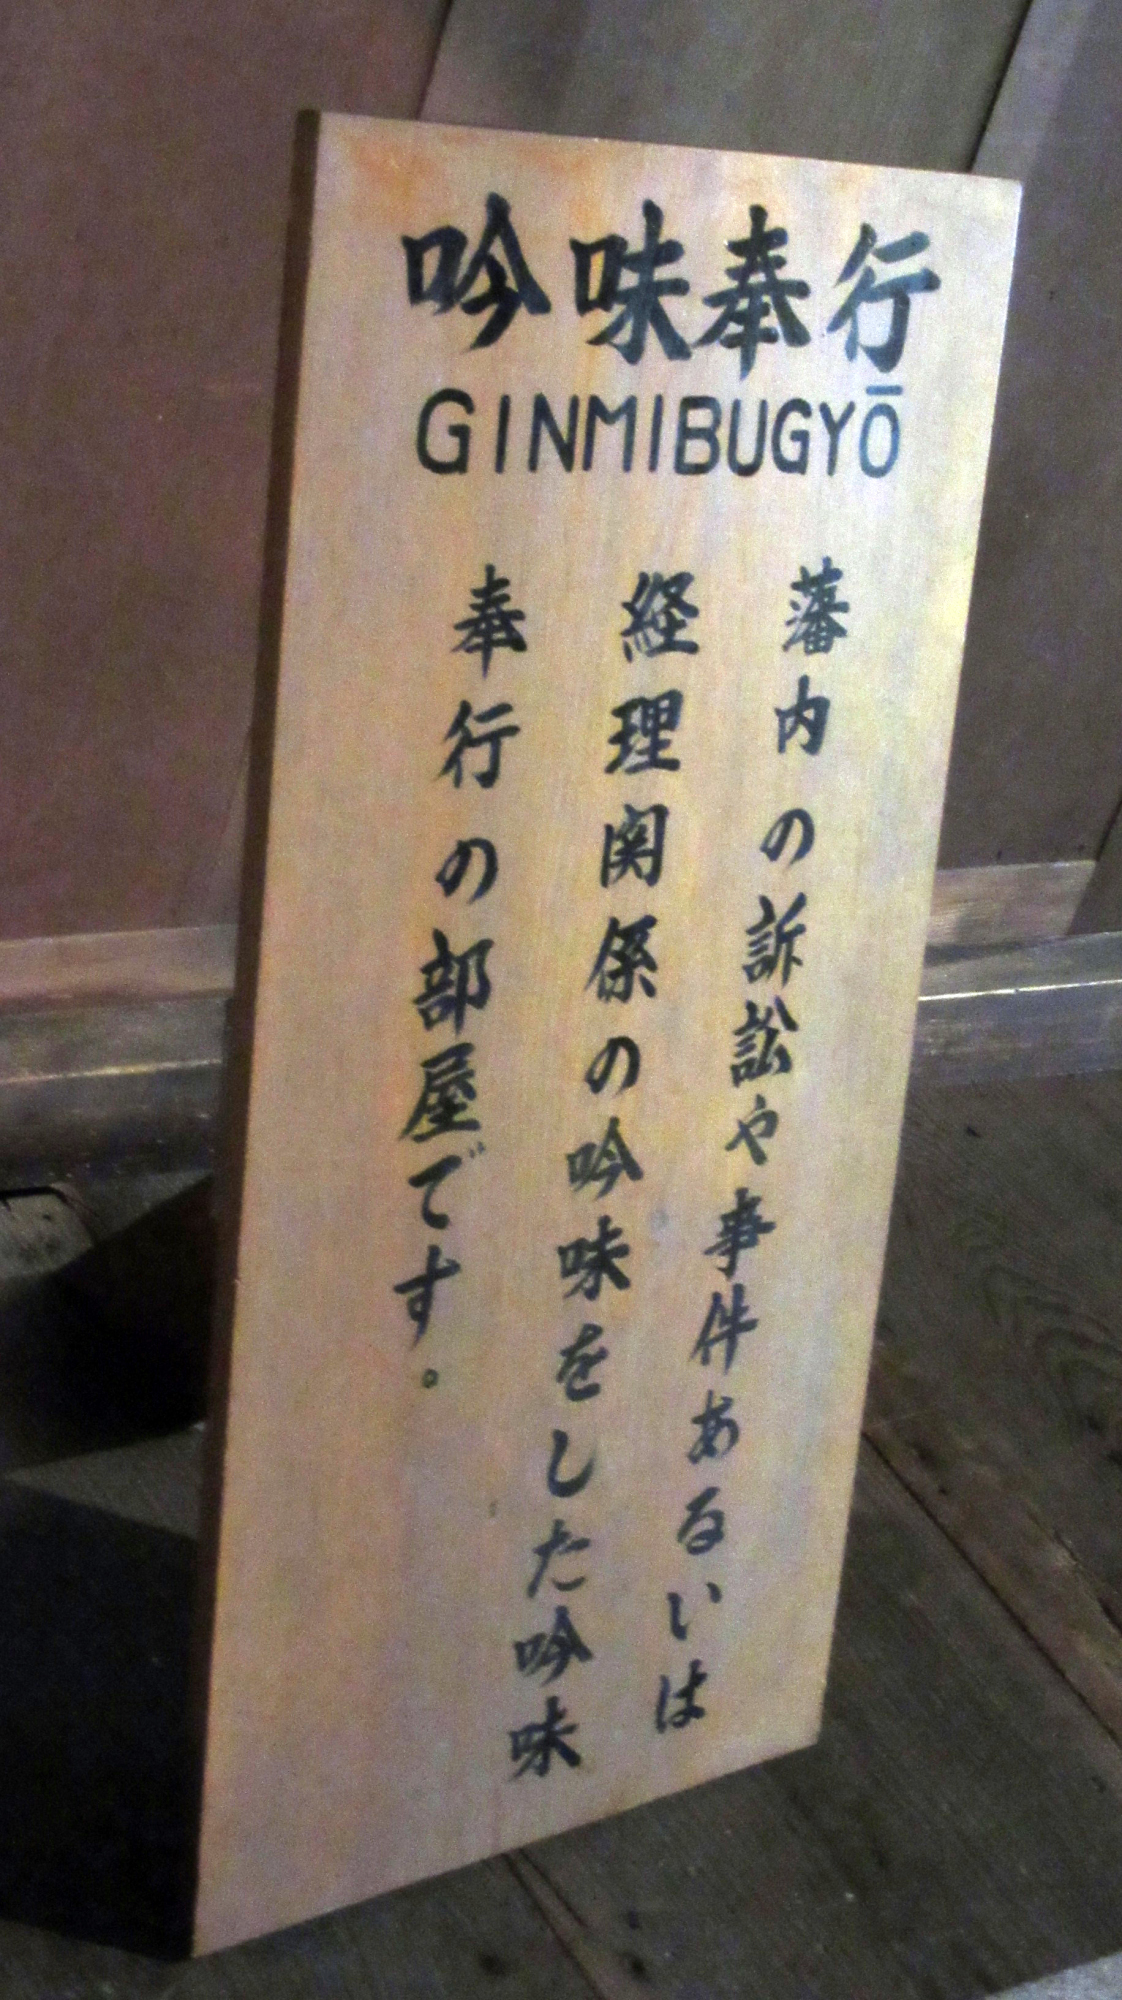 吟味奉行
GINMIBUGYŌ
藩内の訴訟や事件あるいは
経理関係の吟味をした吟味
奉行の部屋です。